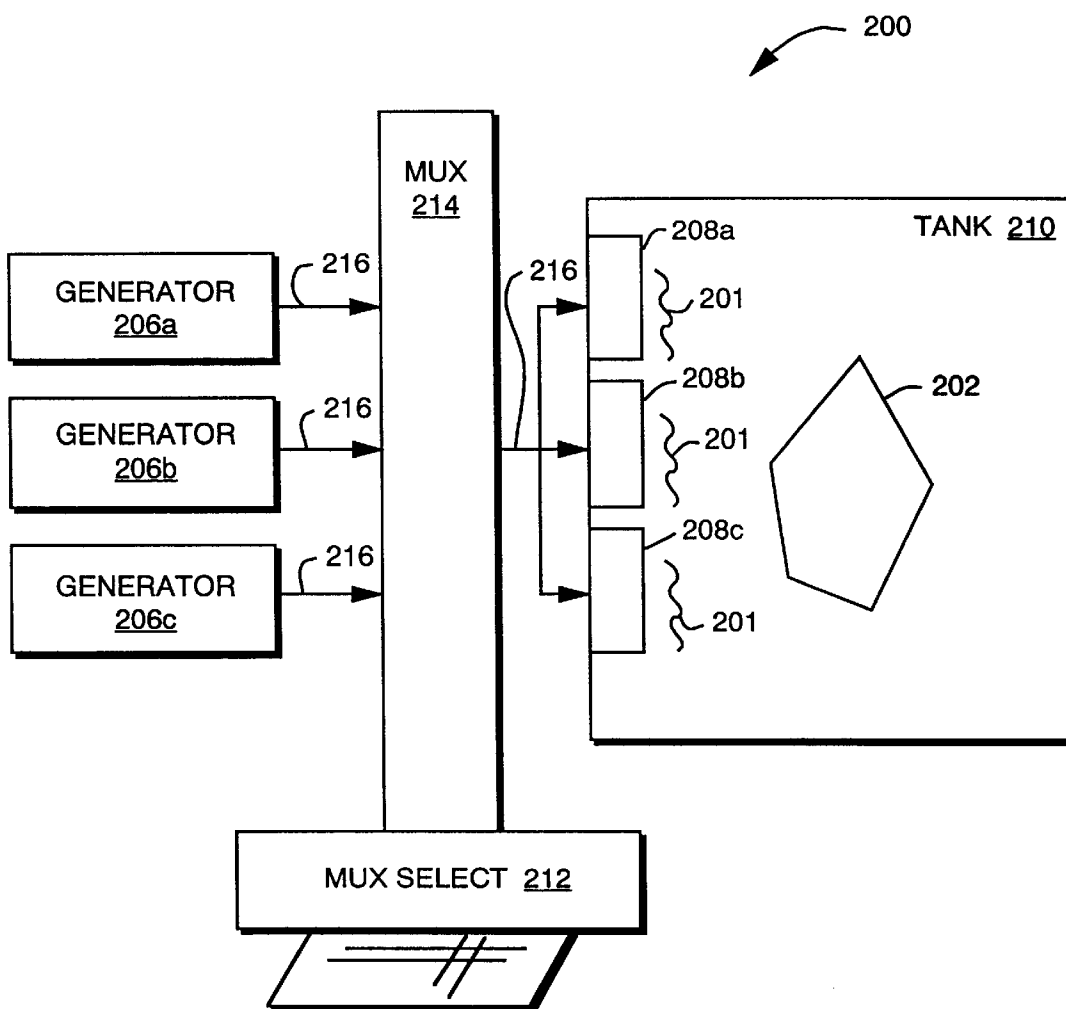 200
MUX
214
TANK 210
208a
216
216
201
GENERATOR
206a
208b
202
216
201
GENERATOR
206b
208c
216
201
GENERATOR
206c
MUX SELECT 212